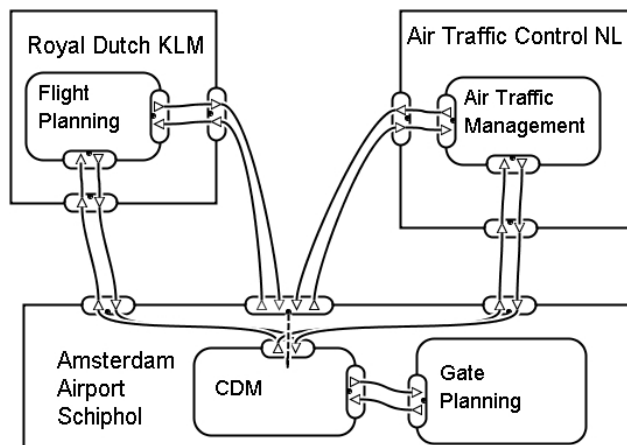 Royal Dutch KLM
Flight
Planning
Air Traffic Control NL
Air Traffic
Management
Amsterdam
Airport
Schiphol
CDM
Gate
Planning